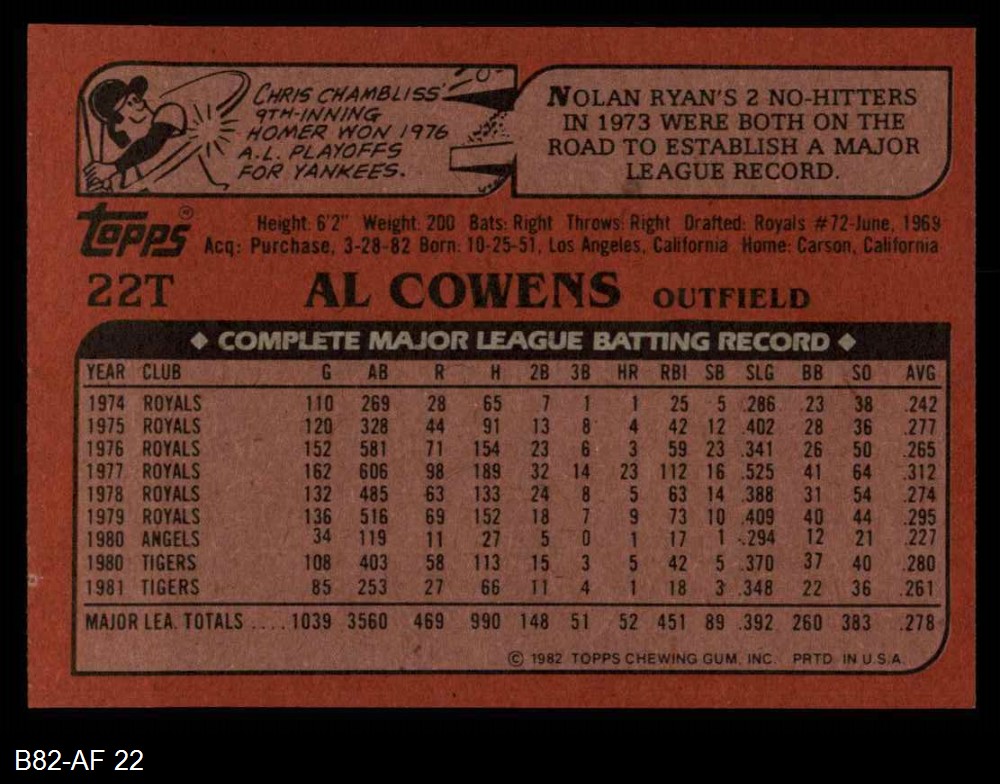 CHRIS CHAMBLISS'
9TH-INNING
HOMER WON 1976
A.L. PLAYOFFS
FOR YANKEES.
NOLAN RYAN'S 2 NO-HITTERS
IN 1973 WERE BOTH ON THE
ROAD TO ESTABLISH A MAJOR
LEAGUE RECORD.
Topps®
Height: 6'2" Weight: 200 Bats: Right Throws: Right Drafted: Royals #72-June, 1969
Acq: Purchase, 3-28-82 Born: 10-25-51, Los Angeles, California Home: Carson, California
22T AL COWENS OUTFIELD
◆ COMPLETE MAJOR LEAGUE BATTING RECORD ◆
YEAR CLUB G AB R H 2B 3B HR RBI SB SLG BB SO AVG
1974 ROYALS 110 269 28 65 7 1 1 25 5 .286 23 38 .242
1975 ROYALS 120 328 44 91 13 8 4 42 12 .402 28 36 .277
1976 ROYALS 152 581 71 154 23 6 3 59 23 .341 26 50 .265
1977 ROYALS 162 606 98 189 32 14 23 112 16 .525 41 64 .312
1978 ROYALS 132 485 63 133 24 8 5 63 14 .388 31 54 .274
1979 ROYALS 136 516 69 152 18 7 9 73 10 .409 40 44 .295
1980 ANGELS 34 119 11 27 5 0 1 17 1 .294 12 21 .227
1980 TIGERS 108 403 58 113 15 3 5 42 5 .370 37 40 .280
1981 TIGERS 85 253 27 66 11 4 1 18 3 .348 22 36 .261
MAJOR LEA. TOTALS .... 1039 3560 469 990 148 51 52 451 89 .392 260 383 .278
© 1982 TOPPS CHEWING GUM, INC. PRTD. IN U.S.A.
B82-AF 22